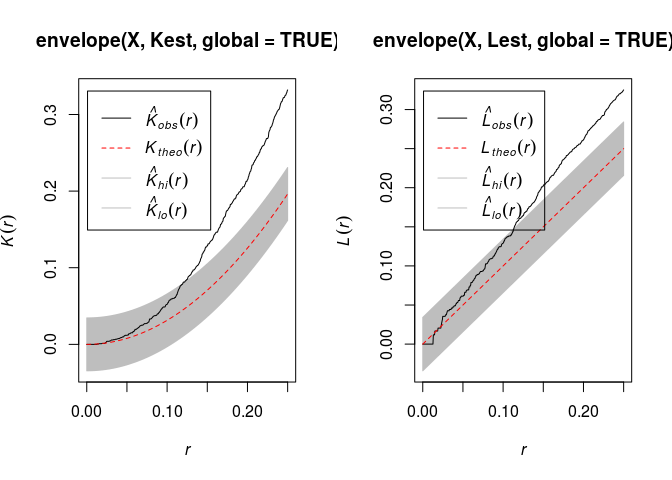 envelope(X, Kest, global = TRUE)
K̂obs(r)
Ktheo(r)
K̂hi(r)
K̂lo(r)
K(r)
0.0
0.1
0.2
0.3
0.00
0.10
0.20
r
envelope(X, Lest, global = TRUE)
L̂obs(r)
Ltheo(r)
L̂hi(r)
L̂lo(r)
L(r)
0.00
0.10
0.20
0.30
0.00
0.10
0.20
r